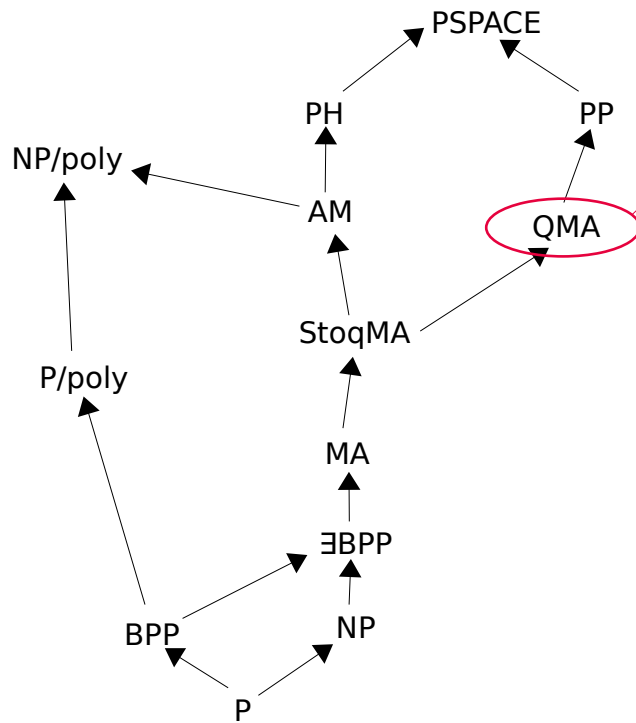 PSPACE
PH
PP
NP/poly
AM
QMA
StoqMA
P/poly
MA
∃BPP
BPP
NP
P